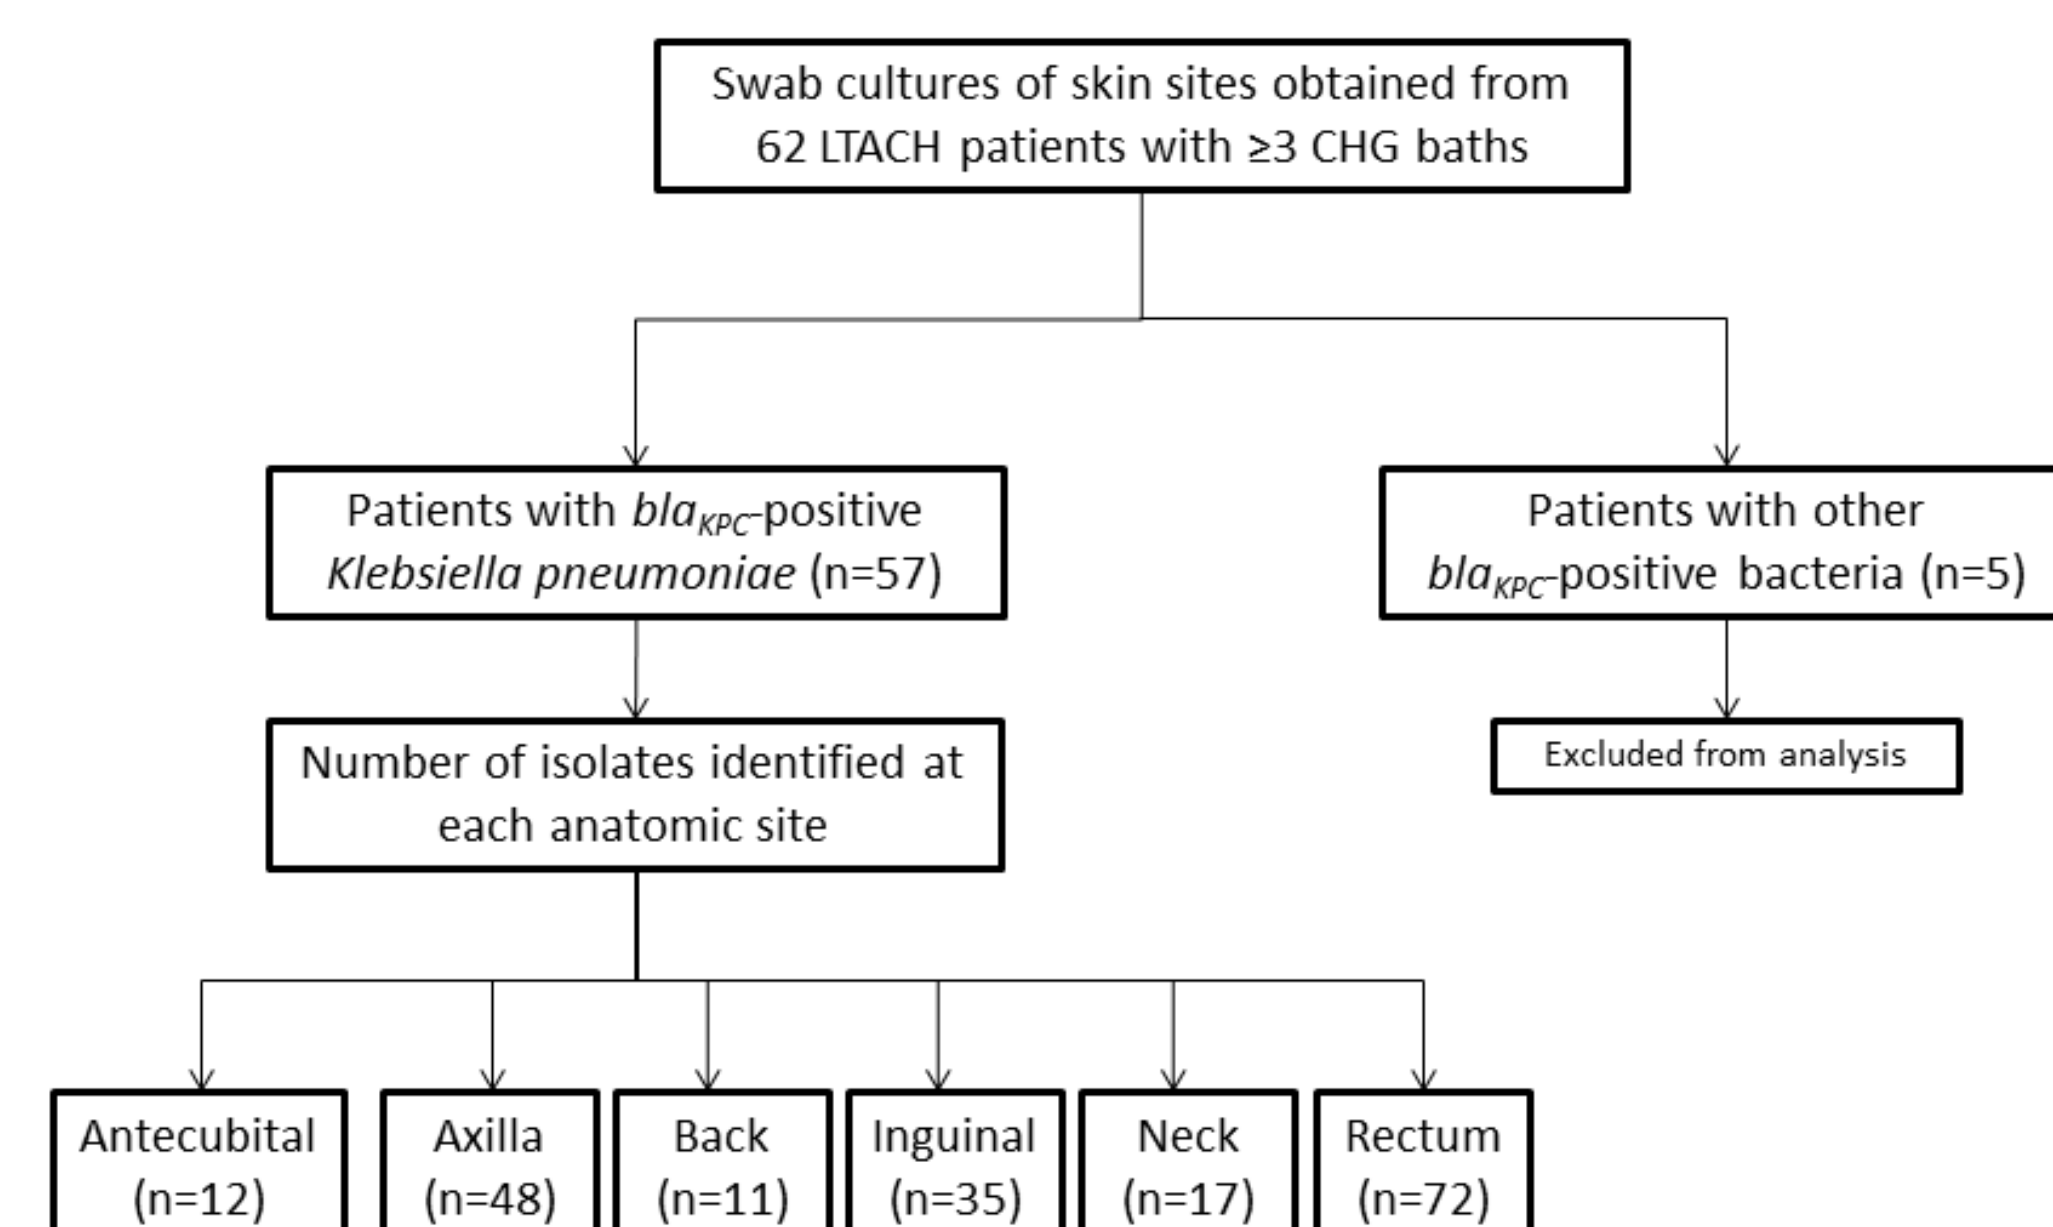 Swab cultures of skin sites obtained from
62 LTACH patients with ≥3 CHG baths
Patients with blaKPC-positive
Klebsiella pneumoniae (n=57)
Patients with other
blaKPC-positive bacteria (n=5)
Number of isolates identified at
each anatomic site
Excluded from analysis
Antecubital
(n=12)
Axilla
(n=48)
Back
(n=11)
Inguinal
(n=35)
Neck
(n=17)
Rectum
(n=72)